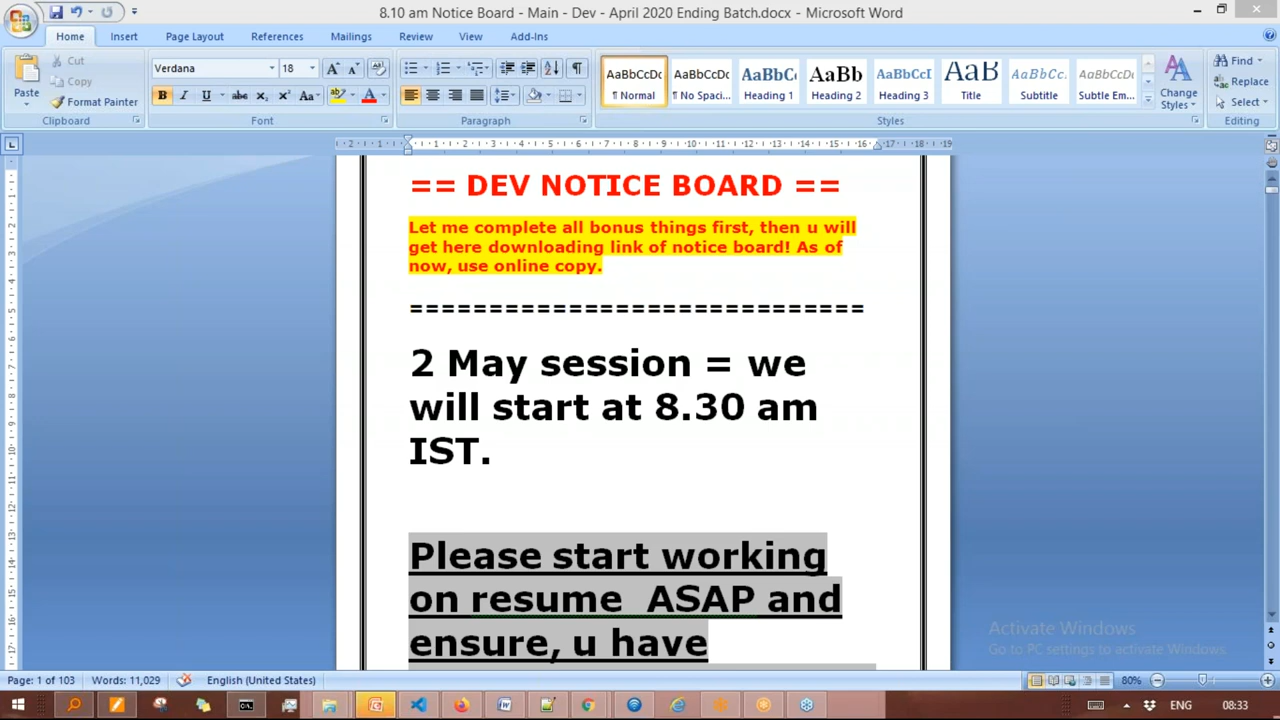 8.10 am Notice Board - Main - Dev - April 2020 Ending Batch.docx - Microsoft Word
Home Insert Page Layout References Mailings Review View Add-Ins
Paste
Cut
Copy
Format Painter
Clipboard
Verdana 18
Font
Paragraph
AaBbCcDc AaBbCcDc AaBbC AaBb AaBbCcI AaB AaBbCc. AaBbCc.
¶ Normal ¶ No Spaci... Heading 1 Heading 2 Heading 3 Title Subtitle Subtle Em...
Styles
Change
Styles
Find
Replace
Select
Editing
== DEV NOTICE BOARD ==
Let me complete all bonus things first, then u will
get here downloading link of notice board! As of
now, use online copy.
=============================
2 May session = we
will start at 8.30 am
IST.
Please start working
on resume  ASAP and
ensure, u have
Activate Windows
Go to PC settings to activate Windows.
Page: 1 of 103 Words: 11,029 English (United States) 80%
ENG 08:33